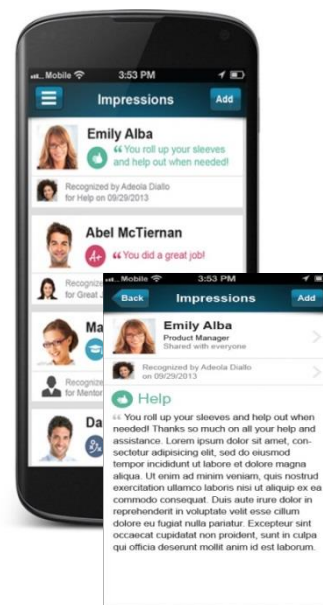 Mobile 3:53 PM
Impressions Add
Emily Alba
“ You roll up your sleeves
and help out when needed!
Recognized by Adeola Diallo
for Help on 09/29/2013
Abel McTiernan
A+ “ You did a great job!
Recognize
for Great J
Ma
Recognize
for Mentor
Da
Mobile 3:53 PM
Back Impressions Add
Emily Alba
Product Manager
Shared with everyone
Recognized by Adeola Diallo
on 09/29/2013
Help
“ You roll up your sleeves and help out when
needed! Thanks so much on all your help and
assistance. Lorem ipsum dolor sit amet, con-
sectetur adipisicing elit, sed do eiusmod
tempor incididunt ut labore et dolore magna
aliqua. Ut enim ad minim veniam, quis nostrud
exercitation ullamco laboris nisi ut aliquip ex ea
commodo consequat. Duis aute irure dolor in
reprehenderit in voluptate velit esse cillum
dolore eu fugiat nulla pariatur. Excepteur sint
occaecat cupidatat non proident, sunt in culpa
qui officia deserunt mollit anim id est laborum.